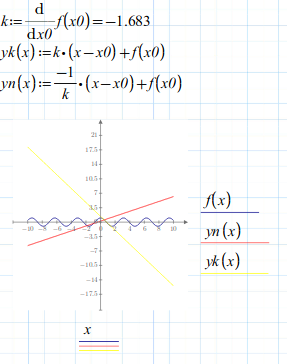 k:= d/dx0 f(x0)=−1.683
yk(x):=k·(x−x0)+f(x0)
yn(x):= −1/k ·(x−x0)+f(x0)
21
17.5
14
10.5
7
3.5
−10 −8 −6 −4 −2 0 2 4 6 8 10
−3.5
−7
−10.5
−14
−17.5
f(x)
yn(x)
yk(x)
x